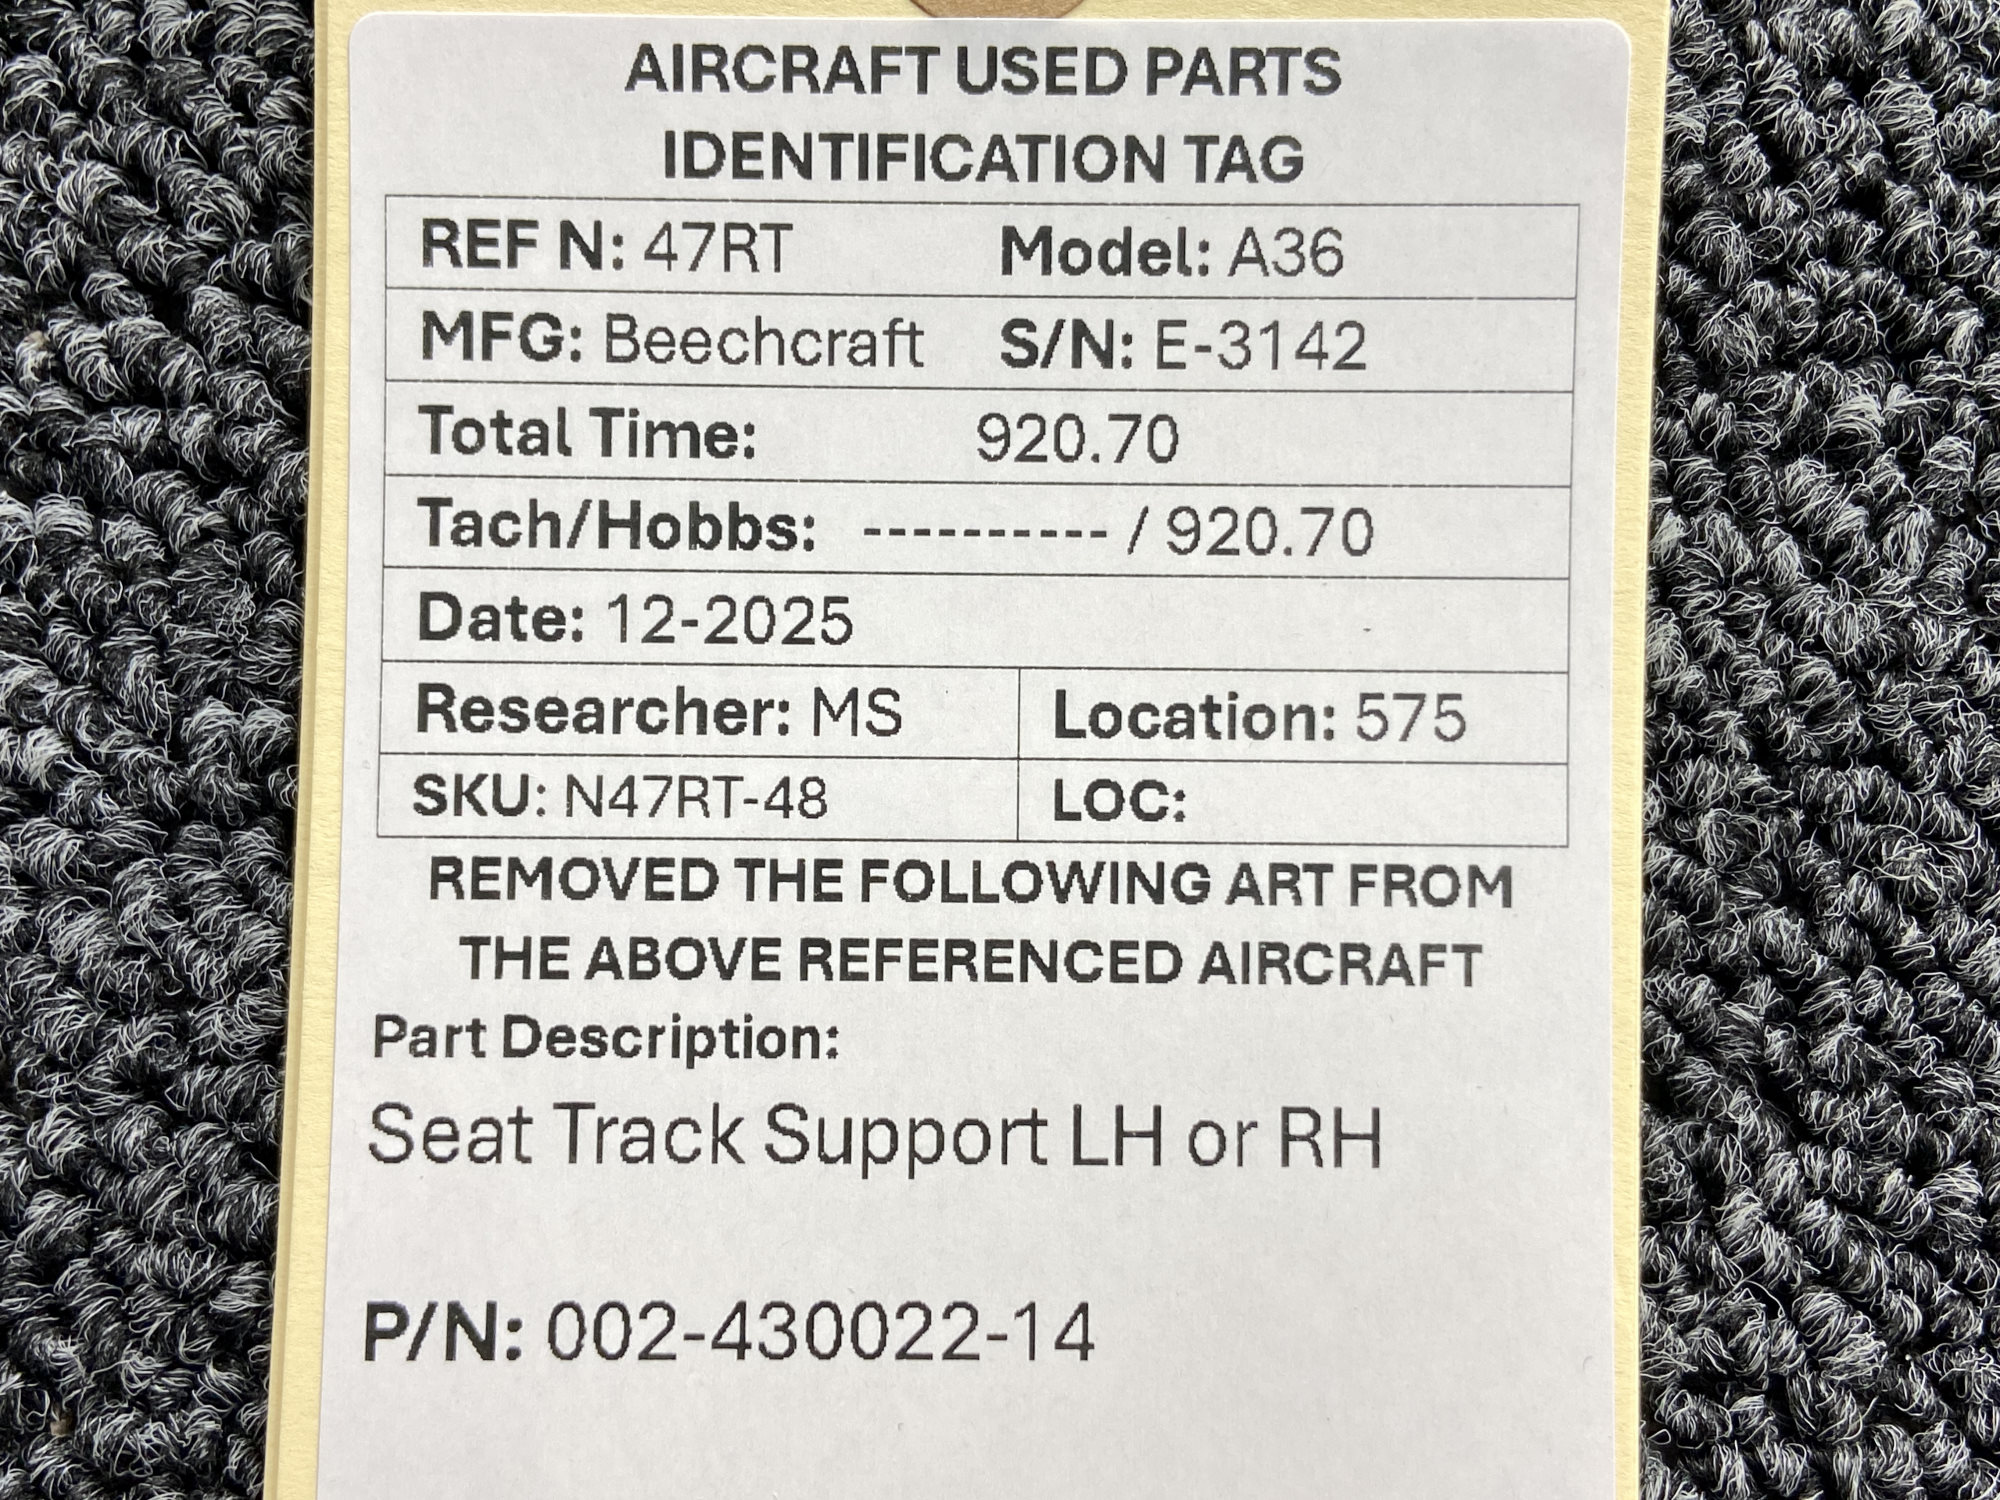 AIRCRAFT USED PARTS
IDENTIFICATION TAG
REF N: 47RT Model: A36
MFG: Beechcraft S/N: E-3142
Total Time: 920.70
Tach/Hobbs: ---------- / 920.70
Date: 12-2025
Researcher: MS Location: 575
SKU: N47RT-48 LOC:
REMOVED THE FOLLOWING ART FROM
THE ABOVE REFERENCED AIRCRAFT
Part Description:
Seat Track Support LH or RH
P/N: 002-430022-14